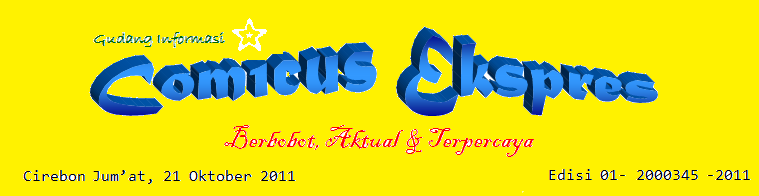 Gudang Informasi
Comicus Ekspres
Berbobot, Aktual & Terpercaya
Cirebon Jum'at, 21 Oktober 2011
Edisi 01- 2000345 -2011